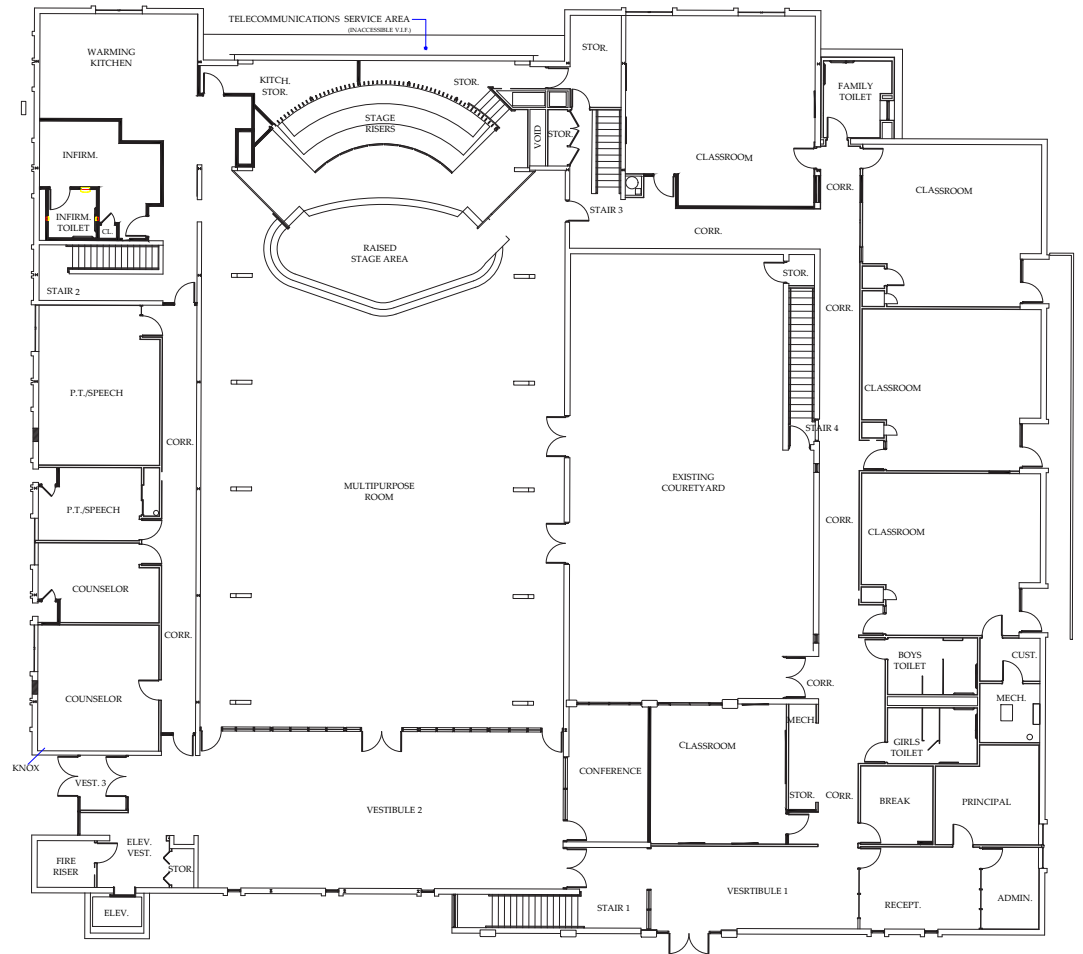 TELECOMMUNICATIONS SERVICE AREA
(INACCESSIBLE V.I.F.)
WARMING
KITCHEN
STOR.
KITCH.
STOR.
STOR.
FAMILY
TOILET
STAGE
RISERS
VOID
STOR.
INFIRM.
CLASSROOM
CORR.
CLASSROOM
INFIRM.
TOILET
CL.
STAIR 3
CORR.
RAISED
STAGE AREA
STOR.
STAIR 2
CORR.
P.T./SPEECH
CLASSROOM
CORR.
STAIR 4
MULTIPURPOSE
ROOM
EXISTING
COURETYARD
P.T./SPEECH
CORR.
CLASSROOM
COUNSELOR
CORR.
BOYS
TOILET
CUST.
CORR.
COUNSELOR
MECH.
MECH.
CLASSROOM
GIRLS
TOILET
KNOX
VEST. 3
CONFERENCE
STOR.
CORR.
BREAK
PRINCIPAL
VESTIBULE 2
ELEV.
VEST.
FIRE
RISER
STOR.
VESRTIBULE 1
ADMIN.
RECEPT.
STAIR 1
ELEV.